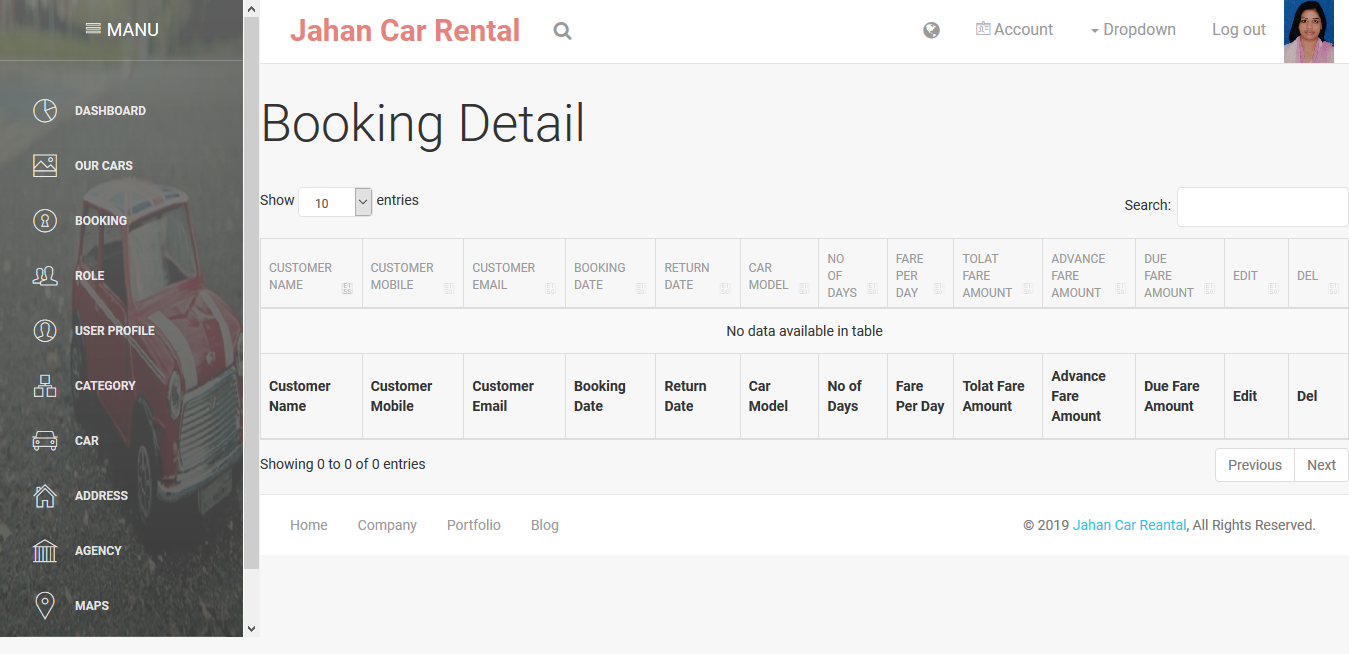 MANU
DASHBOARD
OUR CARS
BOOKING
ROLE
USER PROFILE
CATEGORY
CAR
ADDRESS
AGENCY
MAPS
Jahan Car Rental
Account
Dropdown
Log out
Booking Detail
Show 10 entries
Search:
CUSTOMER
NAME
CUSTOMER
MOBILE
CUSTOMER
EMAIL
BOOKING
DATE
RETURN
DATE
CAR
MODEL
NO
OF
DAYS
FARE
PER
DAY
TOLAT
FARE
AMOUNT
ADVANCE
FARE
AMOUNT
DUE
FARE
AMOUNT
EDIT
DEL
No data available in table
Customer
Name
Customer
Mobile
Customer
Email
Booking
Date
Return
Date
Car
Model
No of
Days
Fare
Per Day
Tolat Fare
Amount
Advance
Fare
Amount
Due Fare
Amount
Edit
Del
Showing 0 to 0 of 0 entries
Previous
Next
Home
Company
Portfolio
Blog
© 2019 Jahan Car Reantal, All Rights Reserved.